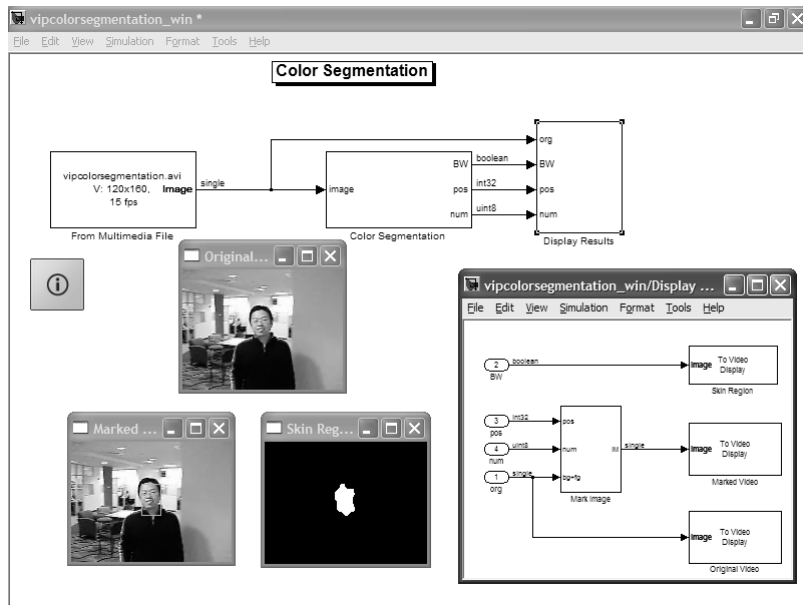 vipcolorsegmentation_win *
File Edit View Simulation Format Tools Help
Color Segmentation
vipcolorsegmentation.avi
V: 120x160,
15 fps
Image
single
From Multimedia File
image
BW
pos
num
Color Segmentation
boolean
int32
uint8
org
BW
pos
num
Display Results
Original...
Marked ...
Skin Reg...
vipcolorsegmentation_win/Display ...
File Edit View Simulation Format Tools Help
2
BW
boolean
Image
To Video
Display
Skin Region
3
pos
int32
4
num
uint8
1
org
single
pos
num
bg+fg
Mark Image
single
Image
To Video
Display
Marked Video
Image
To Video
Display
Original Video